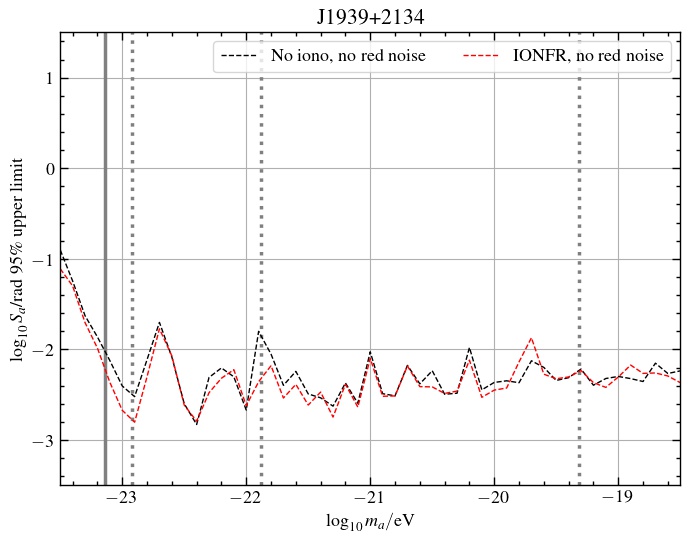 J1939+2134
No iono, no red noise
IONFR, no red noise
log₁₀ Sₐ/rad 95% upper limit
1
0
−1
−2
−3
−23
−22
−21
−20
−19
log₁₀ mₐ/eV